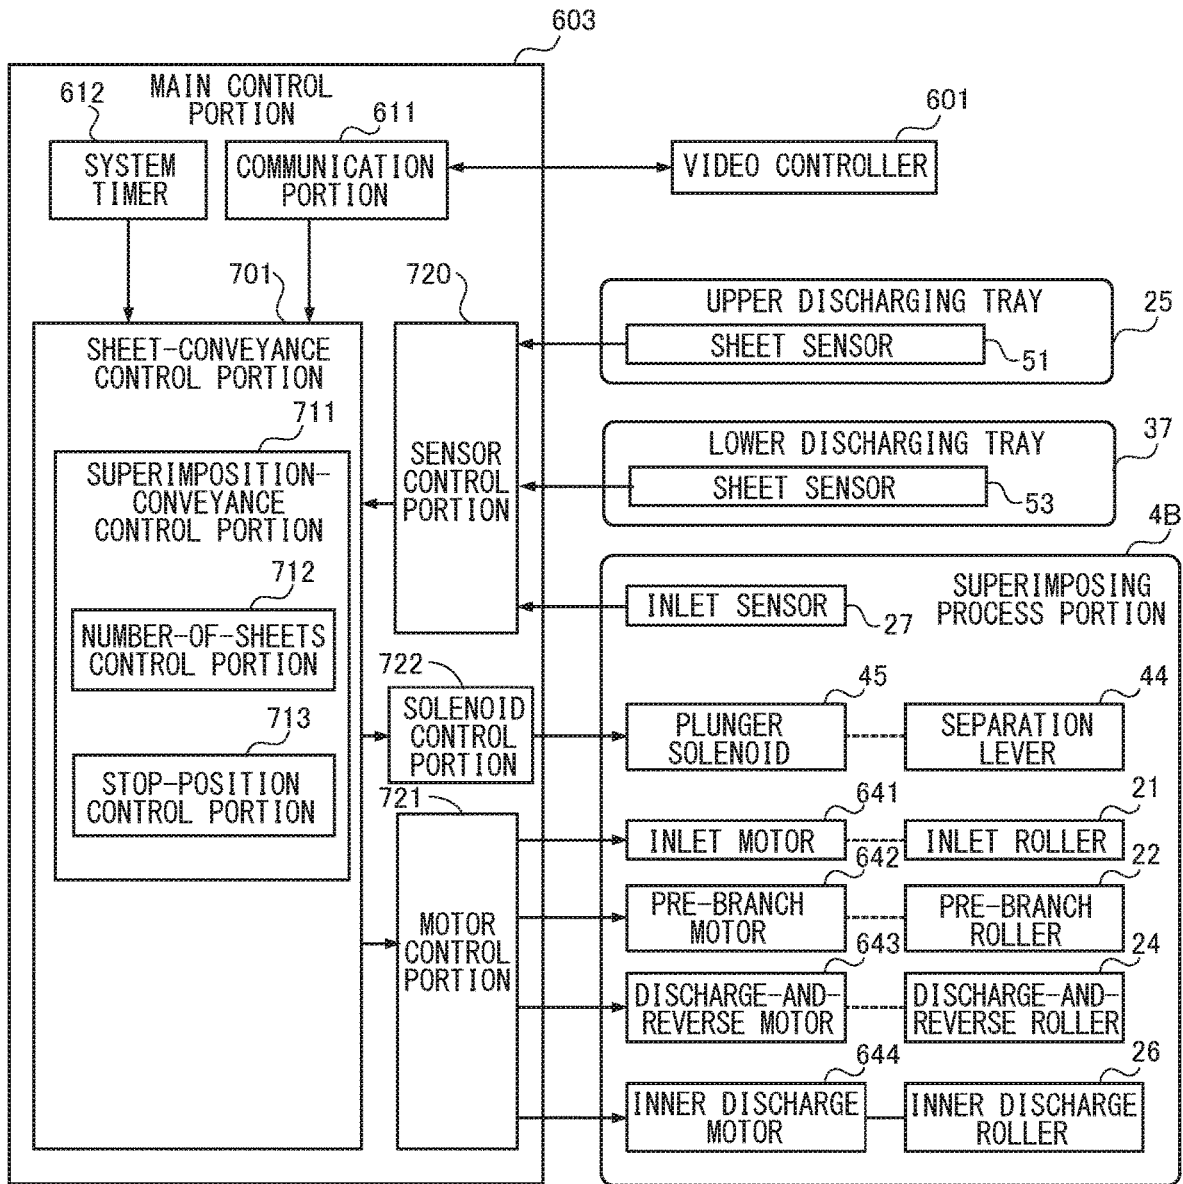 603
MAIN CONTROL
PORTION
612
611
SYSTEM
TIMER
COMMUNICATION
PORTION
601
VIDEO CONTROLLER
701
720
SHEET-CONVEYANCE
CONTROL PORTION
711
SUPERIMPOSITION-
CONVEYANCE
CONTROL PORTION
712
NUMBER-OF-SHEETS
CONTROL PORTION
713
STOP-POSITION
CONTROL PORTION
SENSOR
CONTROL
PORTION
722
SOLENOID
CONTROL
PORTION
721
MOTOR
CONTROL
PORTION
UPPER DISCHARGING TRAY
25
SHEET SENSOR
51
LOWER DISCHARGING TRAY
37
SHEET SENSOR
53
4B
SUPERIMPOSING
PROCESS PORTION
INLET SENSOR
27
45
PLUNGER
SOLENOID
44
SEPARATION
LEVER
641
INLET MOTOR
21
INLET ROLLER
642
PRE-BRANCH
MOTOR
22
PRE-BRANCH
ROLLER
643
DISCHARGE-AND-
REVERSE MOTOR
24
DISCHARGE-AND-
REVERSE ROLLER
644
INNER DISCHARGE
MOTOR
26
INNER DISCHARGE
ROLLER